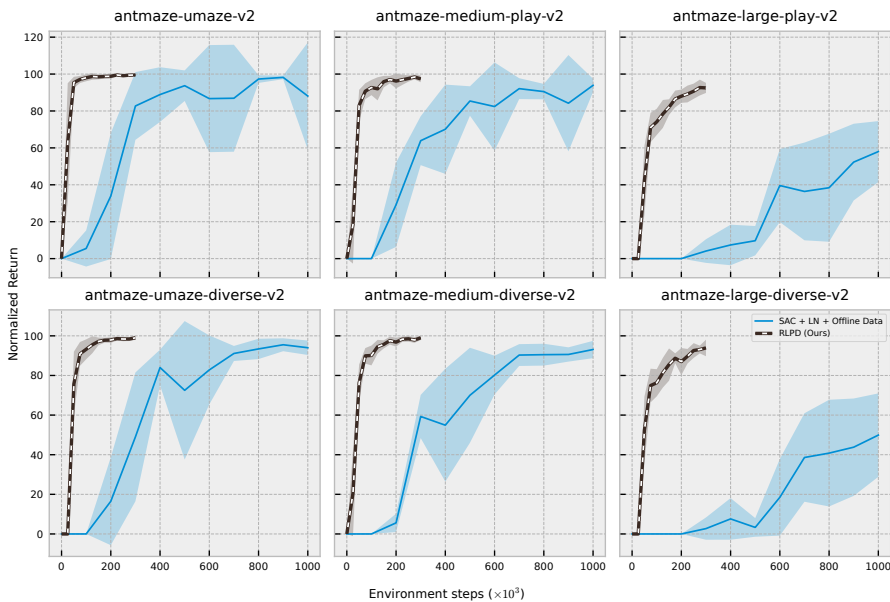 antmaze-umaze-v2
antmaze-medium-play-v2
antmaze-large-play-v2
120
100
80
60
40
20
0
antmaze-umaze-diverse-v2
antmaze-medium-diverse-v2
antmaze-large-diverse-v2
SAC + LN + Offline Data
RLPD (Ours)
100
80
60
40
20
0
0 200 400 600 800 1000
0 200 400 600 800 1000
0 200 400 600 800 1000
Normalized Return
Environment steps (×10³)